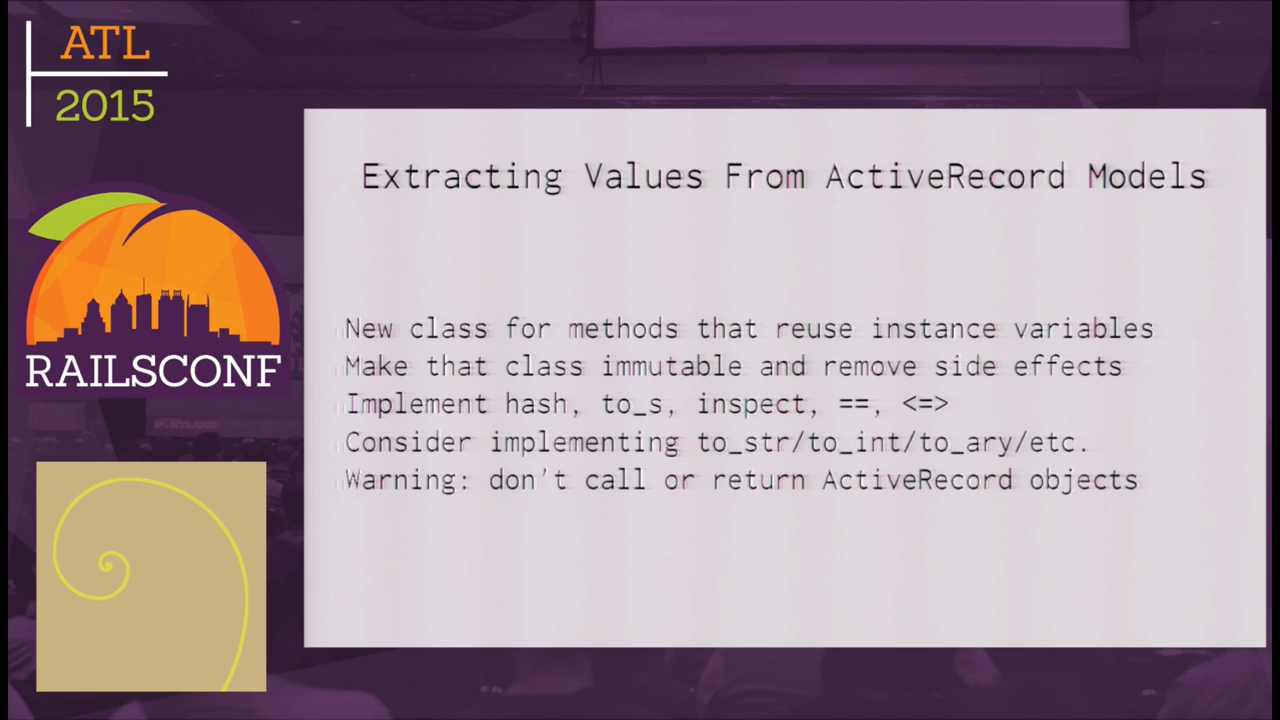 ATL
2015
RAILSCONF
PORTLAND
Extracting Values From ActiveRecord Models
New class for methods that reuse instance variables
Make that class immutable and remove side effects
Implement hash, to_s, inspect, ==, <=>
Consider implementing to_str/to_int/to_ary/etc.
Warning: don't call or return ActiveRecord objects